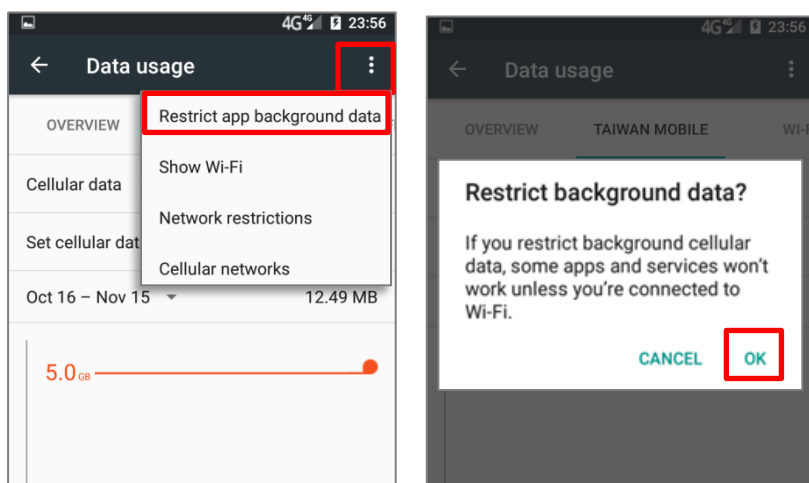 4G 4G 23:56
Data usage
OVERVIEW
Restrict app background data
Show Wi-Fi
Cellular data
Network restrictions
Set cellular dat
Cellular networks
Oct 16 – Nov 15 12.49 MB
5.0 GB
4G 4G 23:56
Data usage
OVERVIEW TAIWAN MOBILE WI-F
Restrict background data?
If you restrict background cellular
data, some apps and services won't
work unless you're connected to
Wi-Fi.
CANCEL OK